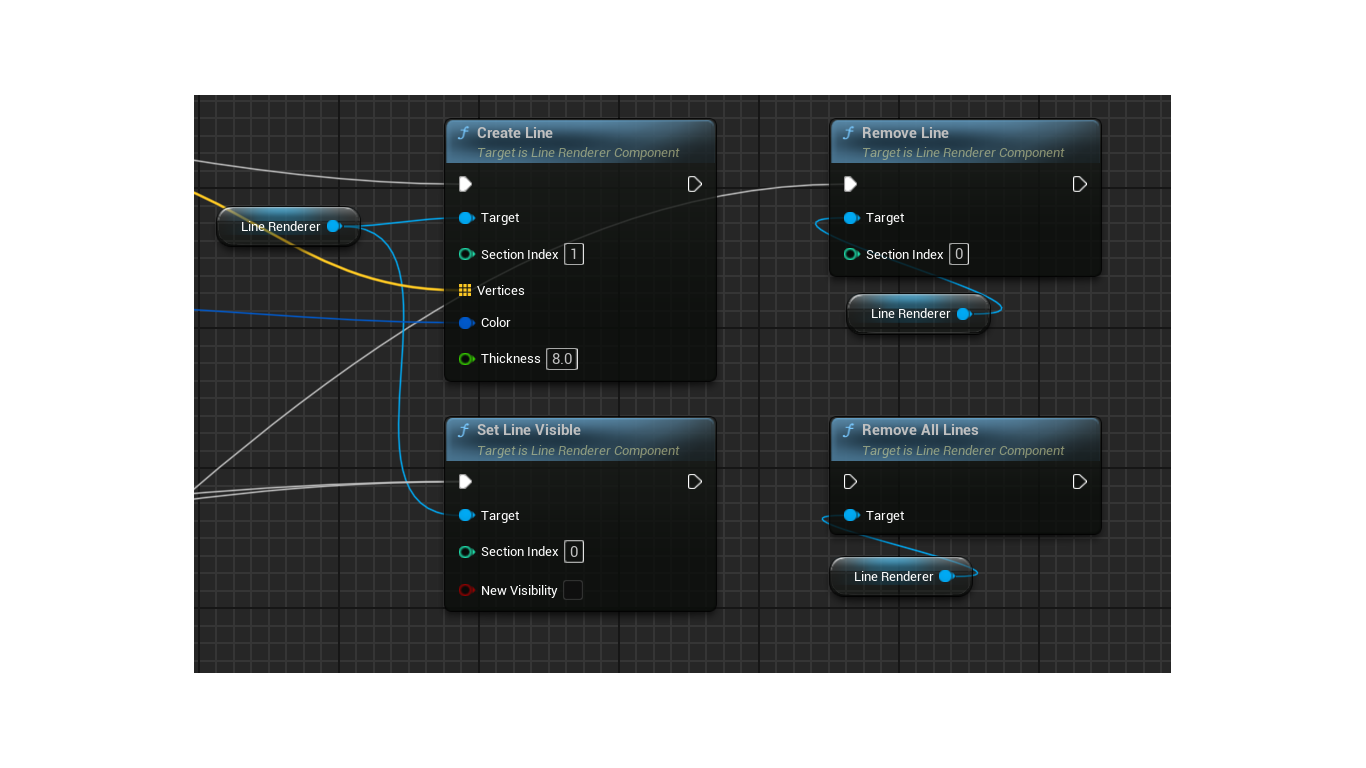 Create Line
Target is Line Renderer Component
Line Renderer
Target
Section Index 1
Vertices
Color
Thickness 8.0
Remove Line
Target is Line Renderer Component
Target
Section Index 0
Line Renderer
Set Line Visible
Target is Line Renderer Component
Target
Section Index 0
New Visibility
Remove All Lines
Target is Line Renderer Component
Target
Line Renderer